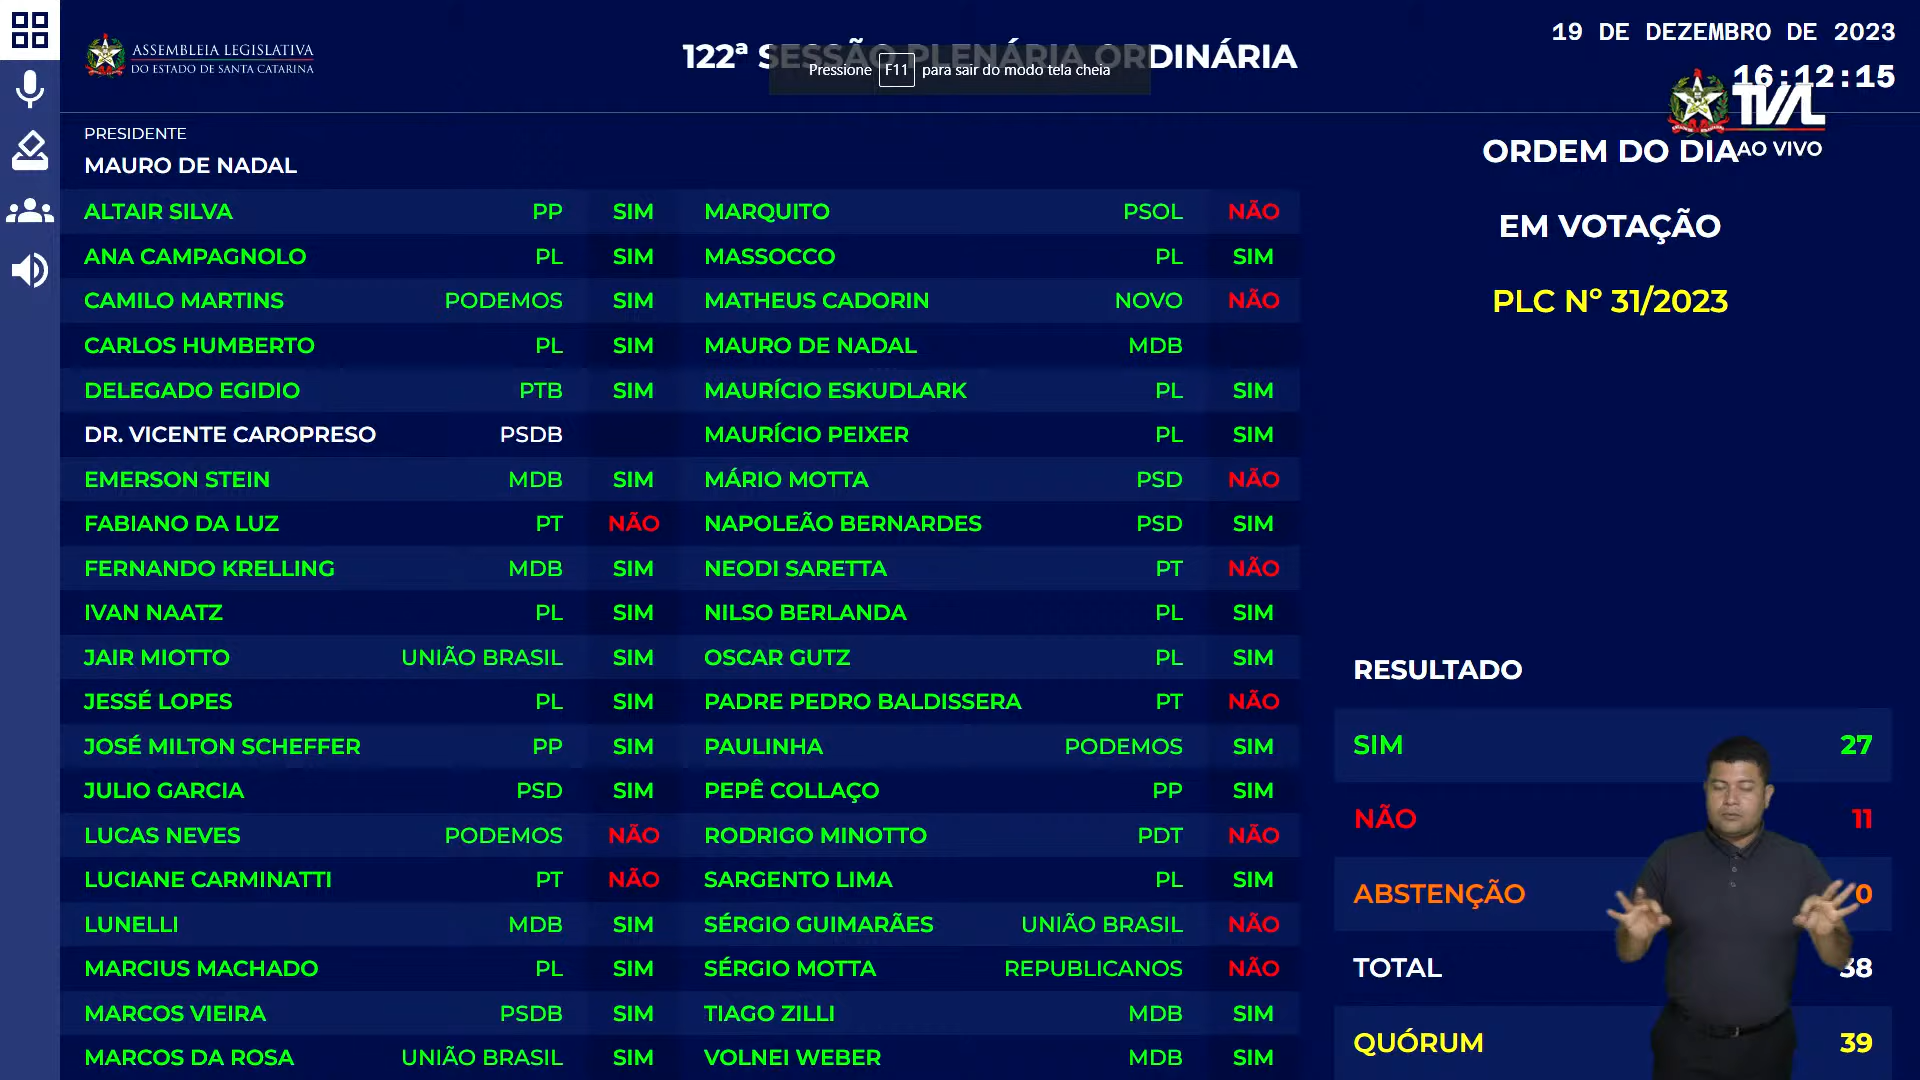 ASSEMBLEIA LEGISLATIVA
DO ESTADO DE SANTA CATARINA
122ª SESSÃO PLENÁRIA ORDINÁRIA
Pressione F11 para sair do modo tela cheia
19 DE DEZEMBRO DE 2023
16:12:15
TVAL
AO VIVO
PRESIDENTE
MAURO DE NADAL
ALTAIR SILVA PP SIM
ANA CAMPAGNOLO PL SIM
CAMILO MARTINS PODEMOS SIM
CARLOS HUMBERTO PL SIM
DELEGADO EGIDIO PTB SIM
DR. VICENTE CAROPRESO PSDB
EMERSON STEIN MDB SIM
FABIANO DA LUZ PT NÃO
FERNANDO KRELLING MDB SIM
IVAN NAATZ PL SIM
JAIR MIOTTO UNIÃO BRASIL SIM
JESSÉ LOPES PL SIM
JOSÉ MILTON SCHEFFER PP SIM
JULIO GARCIA PSD SIM
LUCAS NEVES PODEMOS NÃO
LUCIANE CARMINATTI PT NÃO
LUNELLI MDB SIM
MARCIUS MACHADO PL SIM
MARCOS VIEIRA PSDB SIM
MARCOS DA ROSA UNIÃO BRASIL SIM
MARQUITO PSOL NÃO
MASSOCCO PL SIM
MATHEUS CADORIN NOVO NÃO
MAURO DE NADAL MDB
MAURÍCIO ESKUDLARK PL SIM
MAURÍCIO PEIXER PL SIM
MÁRIO MOTTA PSD NÃO
NAPOLEÃO BERNARDES PSD SIM
NEODI SARETTA PT NÃO
NILSO BERLANDA PL SIM
OSCAR GUTZ PL SIM
PADRE PEDRO BALDISSERA PT NÃO
PAULINHA PODEMOS SIM
PEPÊ COLLAÇO PP SIM
RODRIGO MINOTTO PDT NÃO
SARGENTO LIMA PL SIM
SÉRGIO GUIMARÃES UNIÃO BRASIL NÃO
SÉRGIO MOTTA REPUBLICANOS NÃO
TIAGO ZILLI MDB SIM
VOLNEI WEBER MDB SIM
ORDEM DO DIA
EM VOTAÇÃO
PLC Nº 31/2023
RESULTADO
SIM 27
NÃO 11
ABSTENÇÃO 0
TOTAL 38
QUÓRUM 39